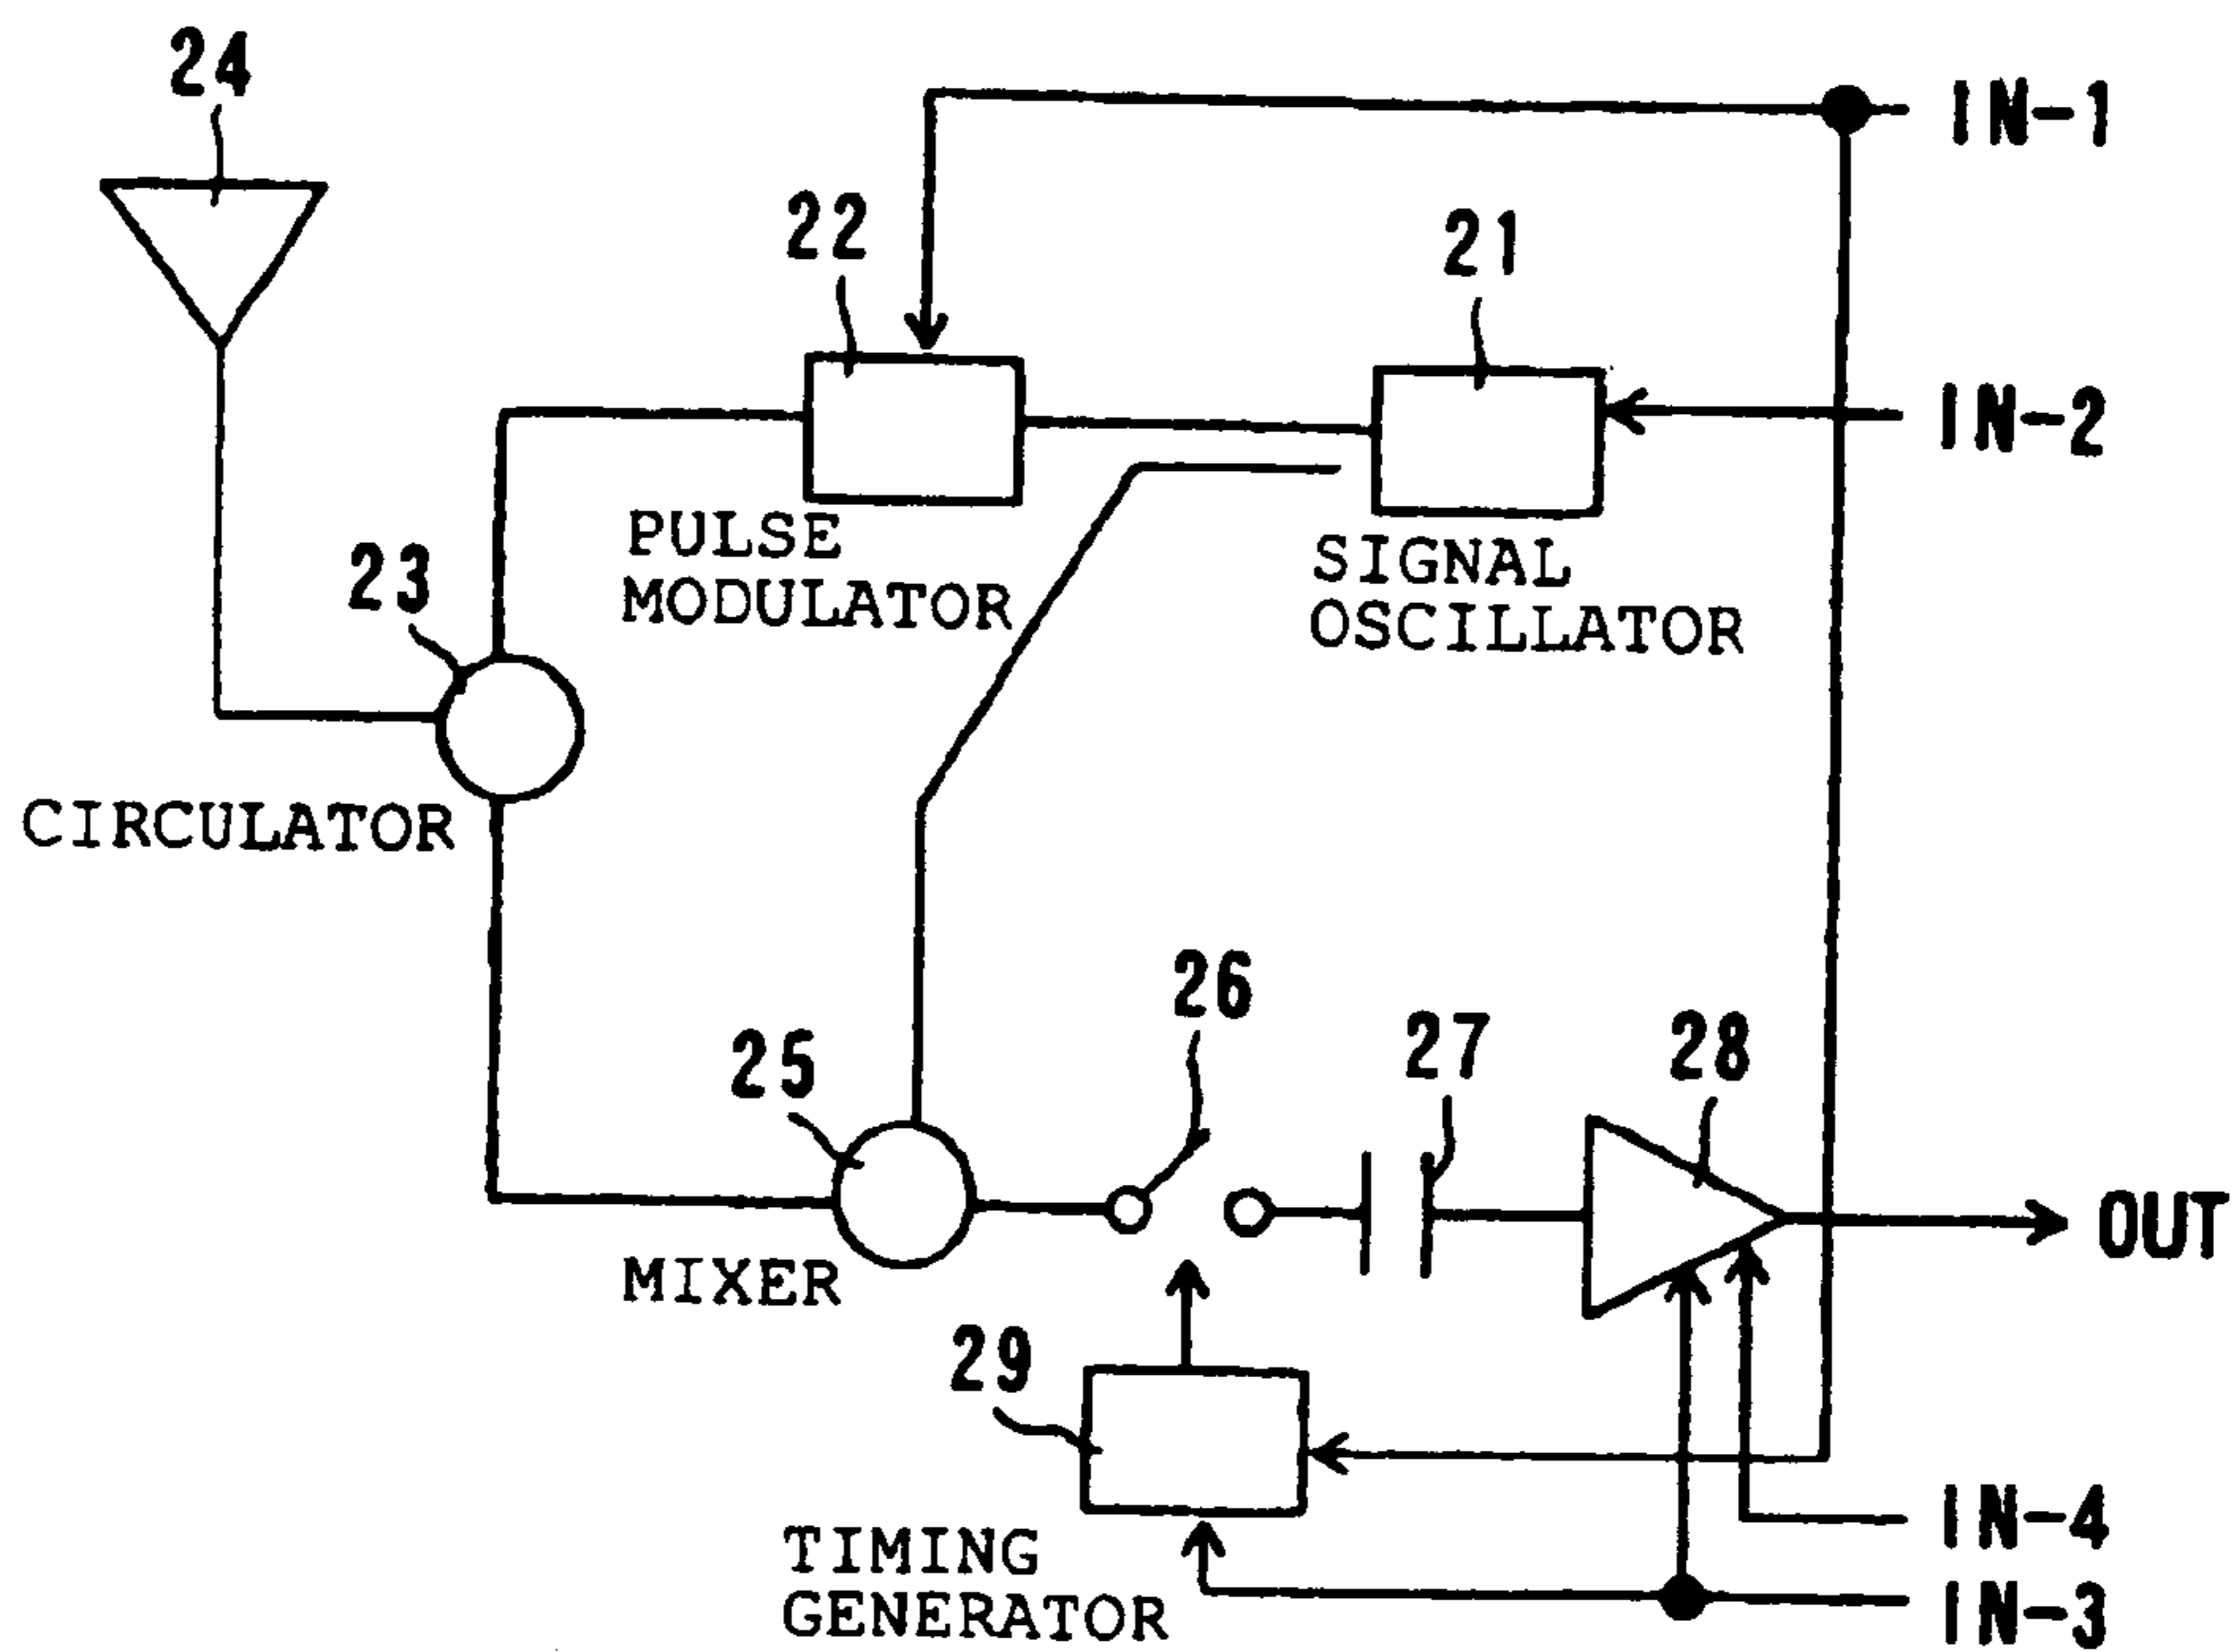 24
IN-1
22
21
IN-2
PULSE
MODULATOR
SIGNAL
OSCILLATOR
23
CIRCULATOR
26
25
27
28
MIXER
OUT
29
TIMING
GENERATOR
IN-4
IN-3